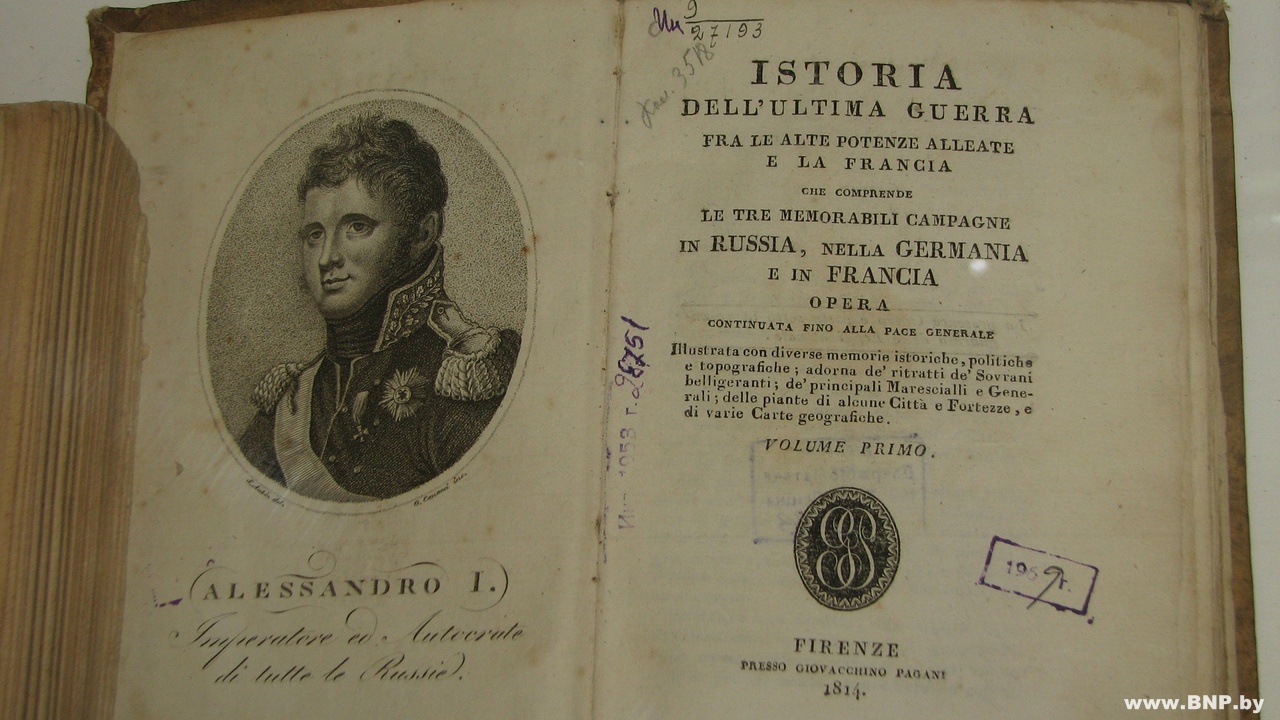 ALESSANDRO I.
Imperatore ed Autocrate
di tutte le Russie.
9
27193
ISTORIA
DELL'ULTIMA GUERRA
FRA LE ALTE POTENZE ALLEATE
E LA FRANCIA
CHE COMPRENDE
LE TRE MEMORABILI CAMPAGNE
IN RUSSIA, NELLA GERMANIA
E IN FRANCIA
OPERA
CONTINUATA FINO ALLA PACE GENERALE
Illustrata con diverse memorie istoriche, politiche
e topografiche; adorna de' ritratti de' Sovrani
belligeranti; de' principali Marescialli e Gene-
rali; delle piante di alcune Città e Fortezze, e
di varie Carte geografiche.
VOLUME PRIMO.
FIRENZE
PRESSO GIOVACCHINO PAGANI
1814.
www.BNP.by